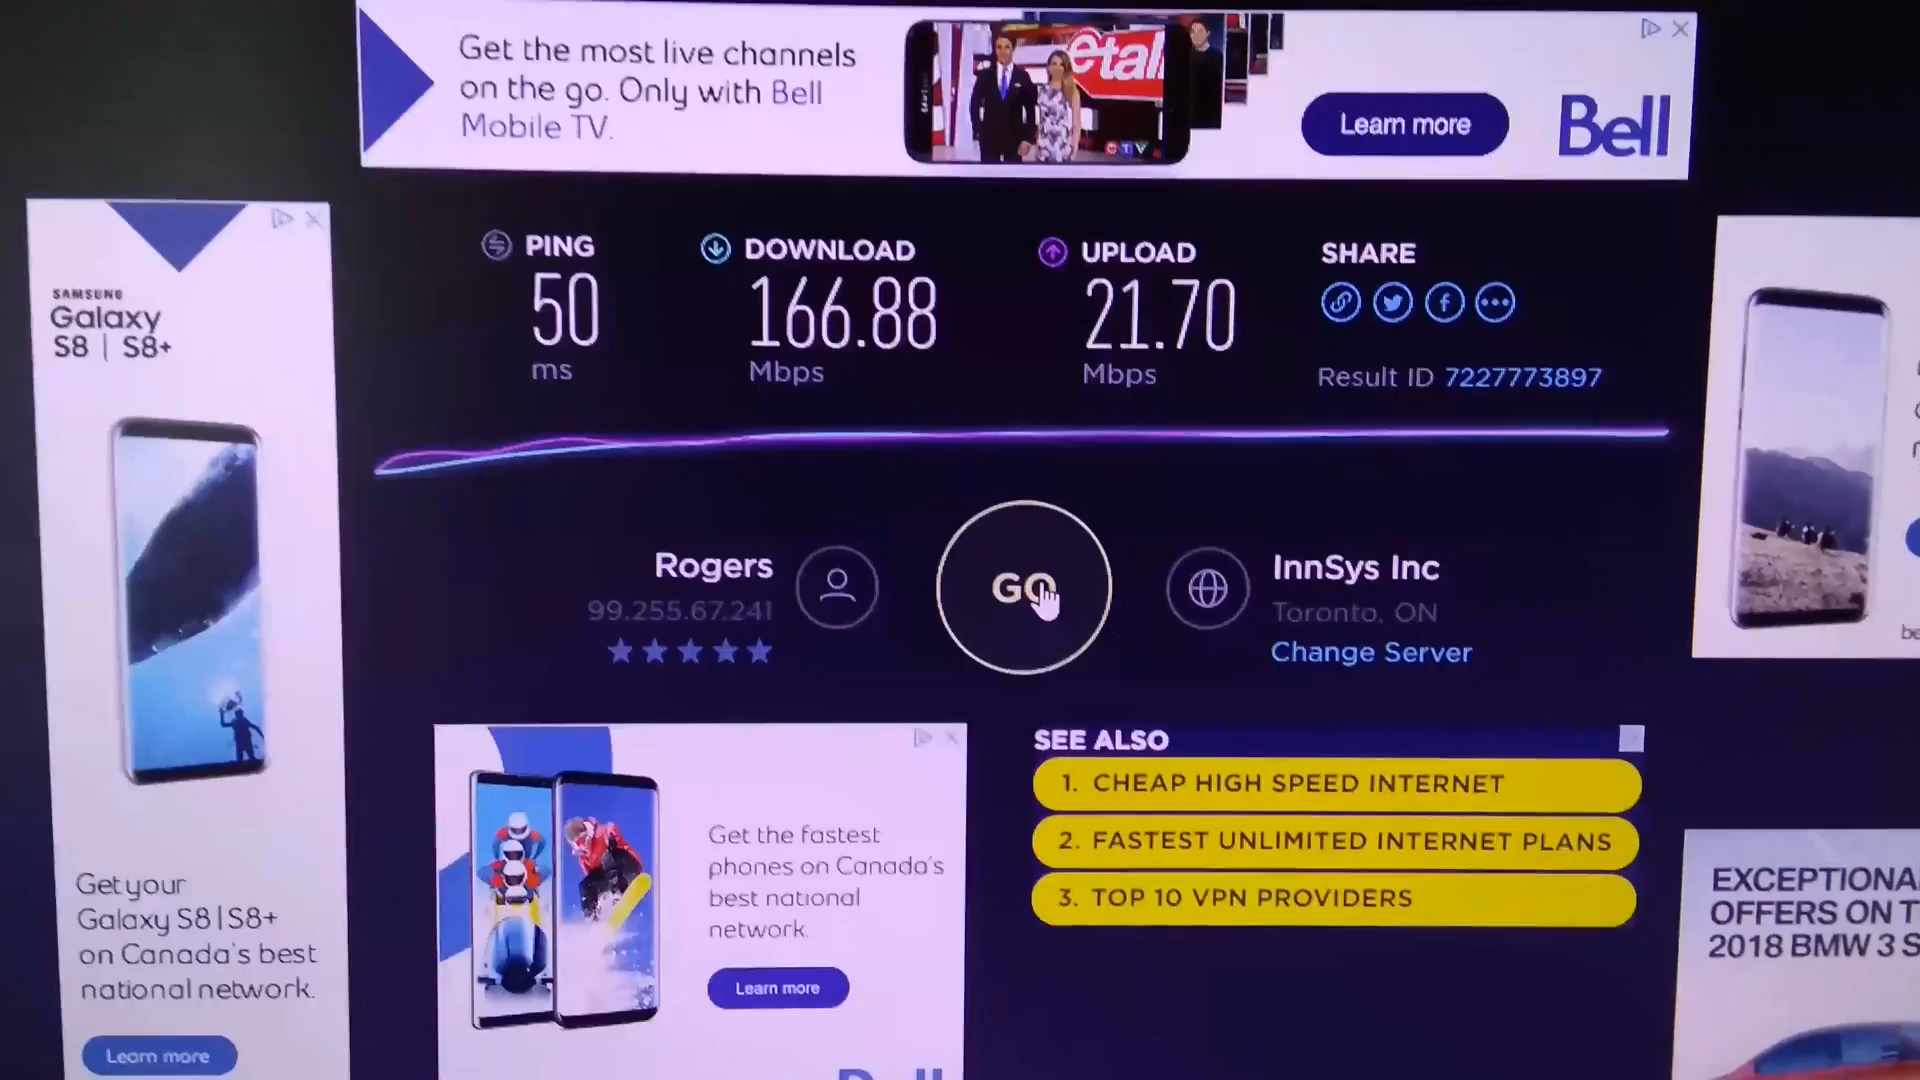 Get the most live channels
on the go. Only with Bell
Mobile TV.
etalk
Learn more
Bell
SAMSUNG
Galaxy
S8 | S8+
Get your
Galaxy S8 | S8+
on Canada's best
national network.
Learn more
PING
50
ms
DOWNLOAD
166.88
Mbps
UPLOAD
21.70
Mbps
SHARE
Result ID 7227773897
Rogers
99.255.67.241
GO
InnSys Inc
Toronto, ON
Change Server
Get the fastest
phones on Canada's
best national
network.
Learn more
Bell
SEE ALSO
1. CHEAP HIGH SPEED INTERNET
2. FASTEST UNLIMITED INTERNET PLANS
3. TOP 10 VPN PROVIDERS
be
EXCEPTIONA
OFFERS ON T
2018 BMW 3 S